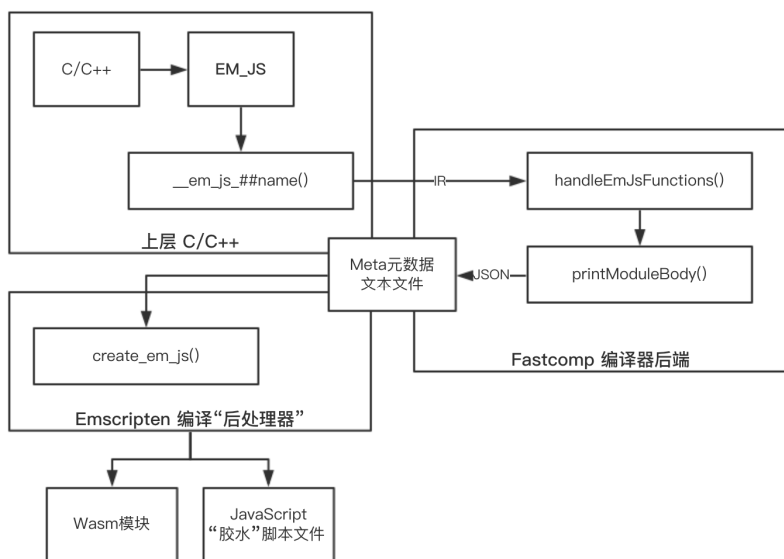 C/C++
EM_JS
__em_js_##name()
IR
handleEmJsFunctions()
上层 C/C++
Meta元数据
文本文件
JSON
printModuleBody()
create_em_js()
Fastcomp 编译器后端
Emscripten 编译“后处理器”
Wasm模块
JavaScript
“胶水”脚本文件